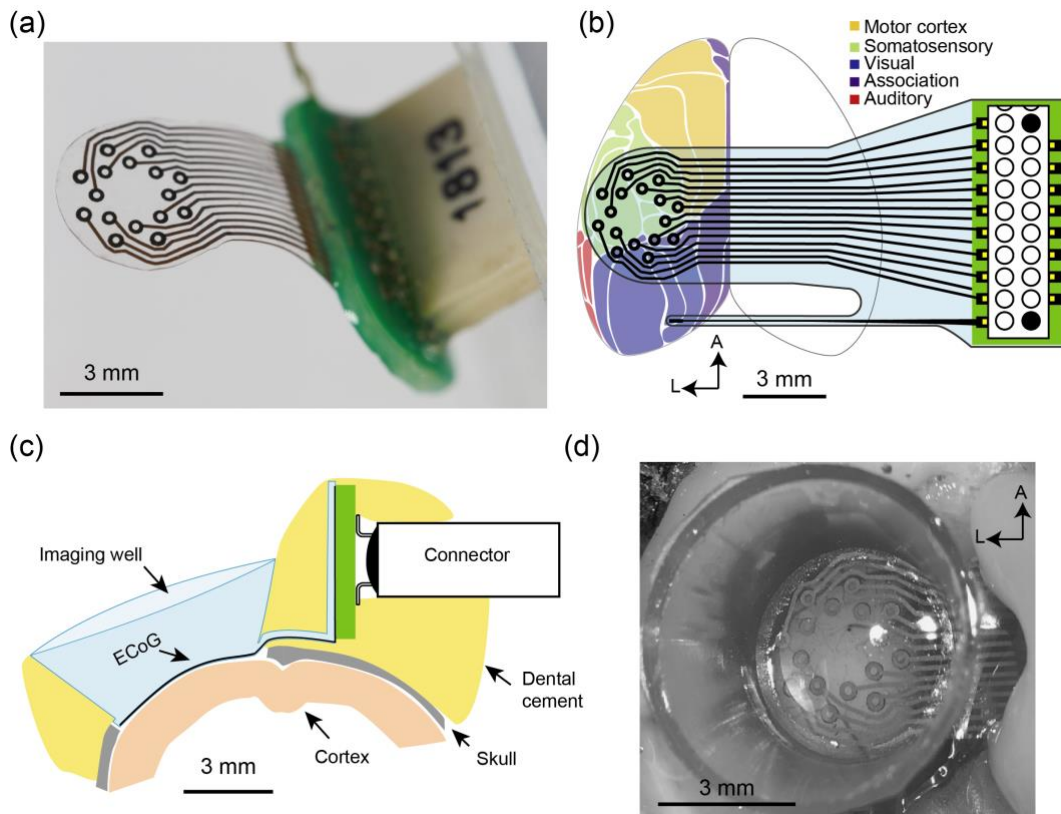 (a)
1813
3 mm
(b)
Motor cortex
Somatosensory
Visual
Association
Auditory
A
L
3 mm
(c)
Imaging well
ECoG
Connector
Dental
cement
Skull
Cortex
3 mm
(d)
A
L
3 mm